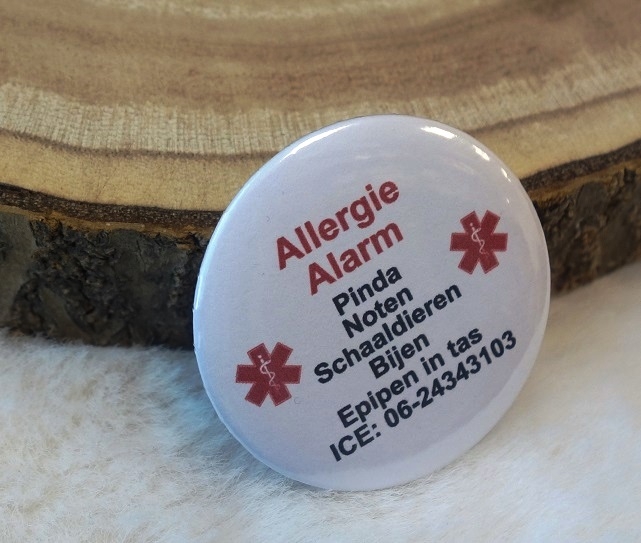 Allergie
Alarm
Pinda
Noten
Schaaldieren
Bijen
Epipen in tas
ICE: 06-24343103